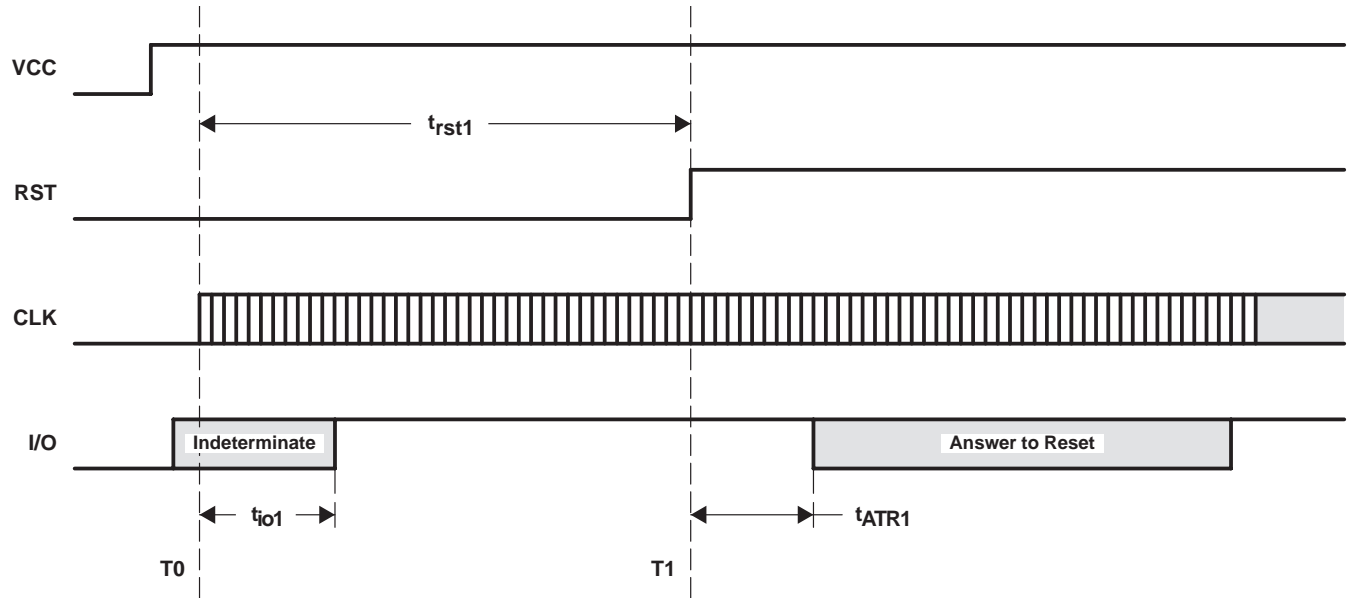 VCC
trst1
RST
CLK
I/O
Indeterminate
Answer to Reset
tio1
tATR1
T0
T1